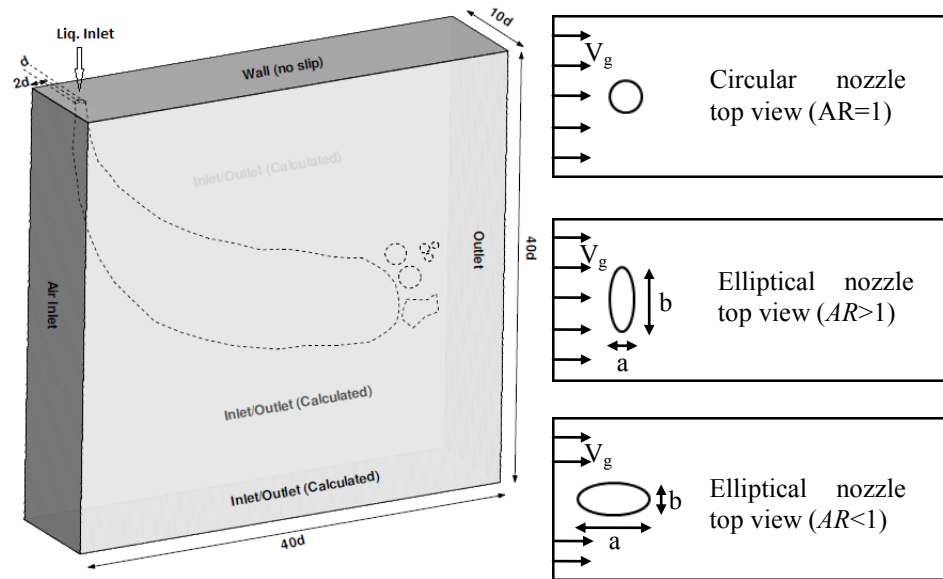 Liq. Inlet
d
2d
Wall (no slip)
10d
Inlet/Outlet (Calculated)
Air Inlet
Outlet
40d
Inlet/Outlet (Calculated)
Inlet/Outlet (Calculated)
40d
Vg
Circular nozzle
top view (AR=1)
Vg
Elliptical nozzle
top view (AR>1)
b
a
Vg
Elliptical nozzle
top view (AR<1)
b
a